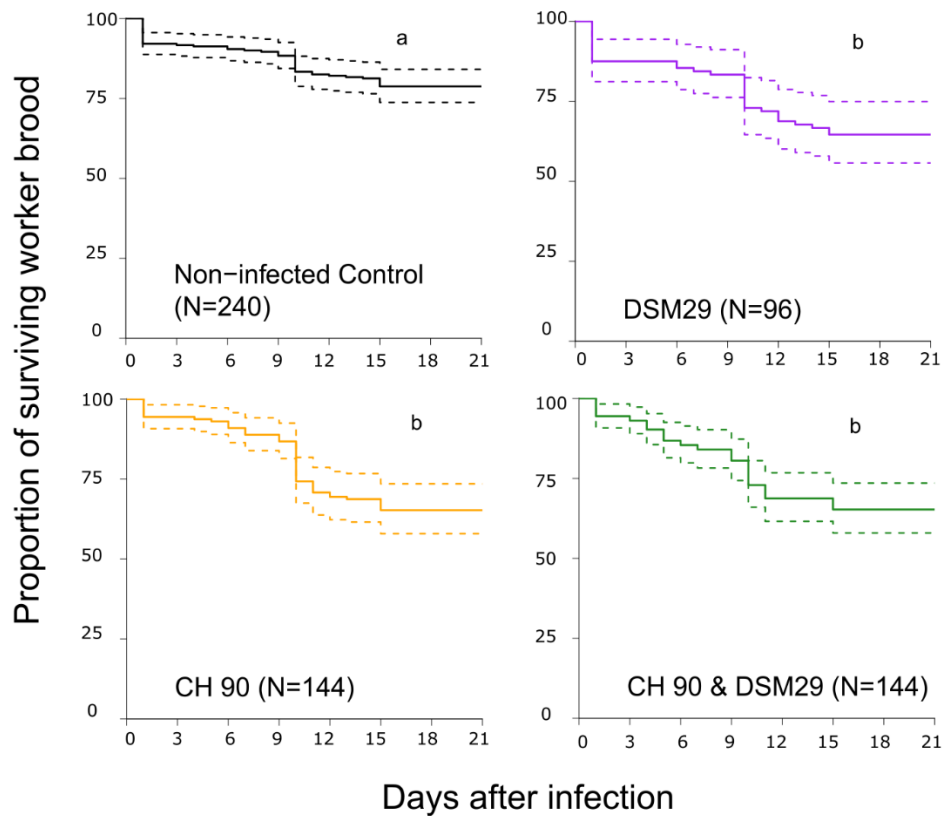 Proportion of surviving worker brood
100
75
50
25
0
a
Non−infected Control
(N=240)
0 3 6 9 12 15 18 21
100
75
50
25
0
b
DSM29 (N=96)
0 3 6 9 12 15 18 21
100
75
50
25
0
b
CH 90 (N=144)
0 3 6 9 12 15 18 21
100
75
50
25
0
b
CH 90 & DSM29 (N=144)
0 3 6 9 12 15 18 21
Days after infection